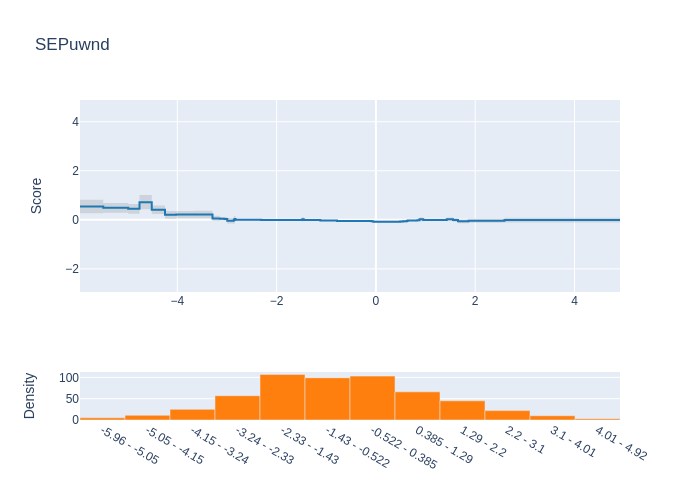 SEPuwnd
Score
4
2
0
−2
−4
−2
0
2
4
Density
100
50
0
-5.96 - -5.05
-5.05 - -4.15
-4.15 - -3.24
-3.24 - -2.33
-2.33 - -1.43
-1.43 - -0.522
-0.522 - 0.385
0.385 - 1.29
1.29 - 2.2
2.2 - 3.1
3.1 - 4.01
4.01 - 4.92